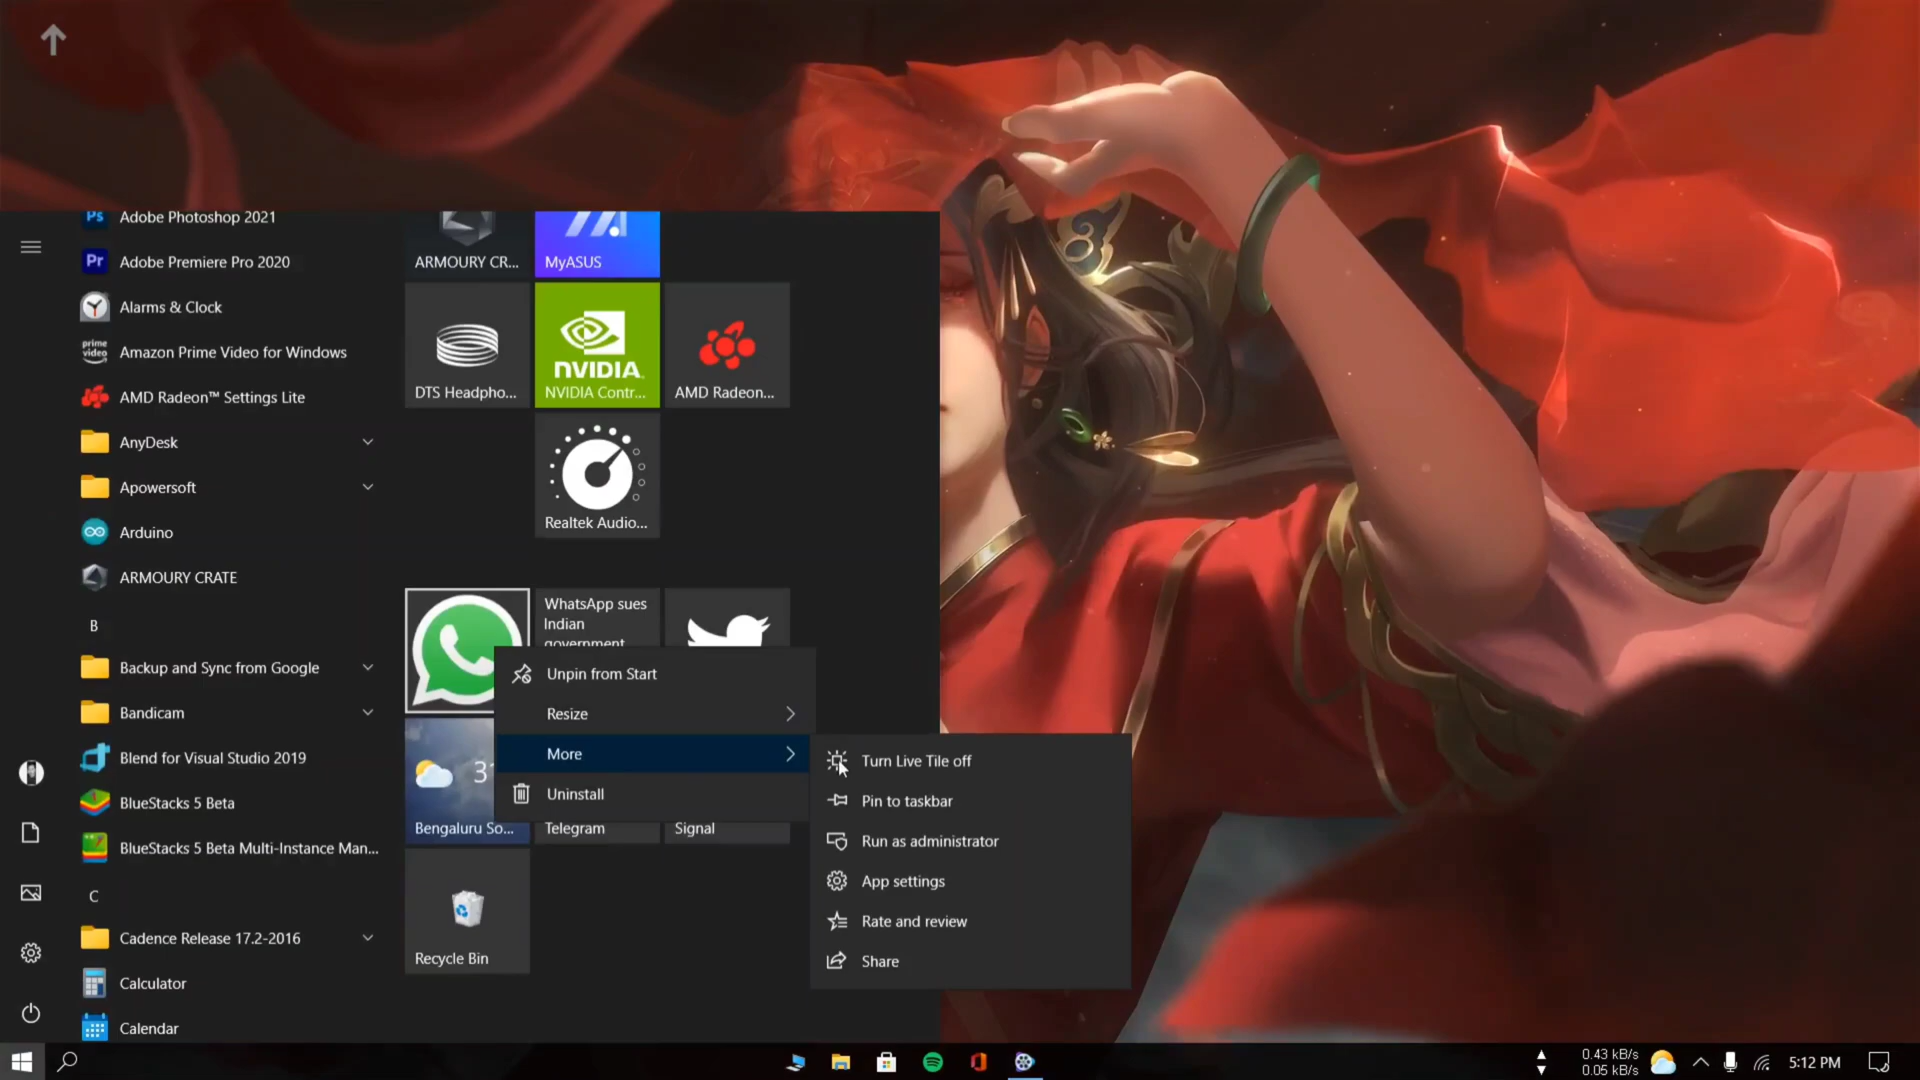 Ps Adobe Photoshop 2021
Pr Adobe Premiere Pro 2020
Alarms & Clock
prime video Amazon Prime Video for Windows
AMD Radeon™ Settings Lite
AnyDesk
Apowersoft
Arduino
ARMOURY CRATE
B
Backup and Sync from Google
Bandicam
Blend for Visual Studio 2019
BlueStacks 5 Beta
BlueStacks 5 Beta Multi-Instance Man...
C
Cadence Release 17.2-2016
Calculator
Calendar
ARMOURY CR...
MyASUS
DTS Headpho...
NVIDIA.
NVIDIA Contr...
AMD Radeon...
Realtek Audio...
WhatsApp sues
Indian
government
Bengaluru So...
Telegram
Signal
Recycle Bin
Unpin from Start
Resize
More
Uninstall
Turn Live Tile off
Pin to taskbar
Run as administrator
App settings
Rate and review
Share
0.43 kB/s
0.05 kB/s
5:12 PM